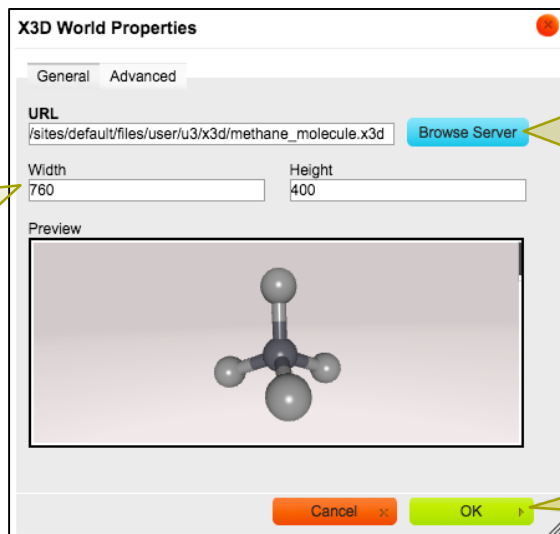 X3D World Properties
General Advanced
URL
/sites/default/files/user/u3/x3d/methane_molecule.x3d Browse Server
Width Height
760 400
Preview
Cancel OK